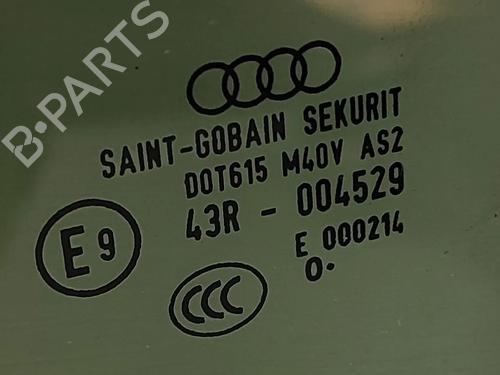 B-PARTS
SAINT-GOBAIN SEKURIT
DOT615 M40V AS2
43R - 004529
E9
E 000214
O.
CCC